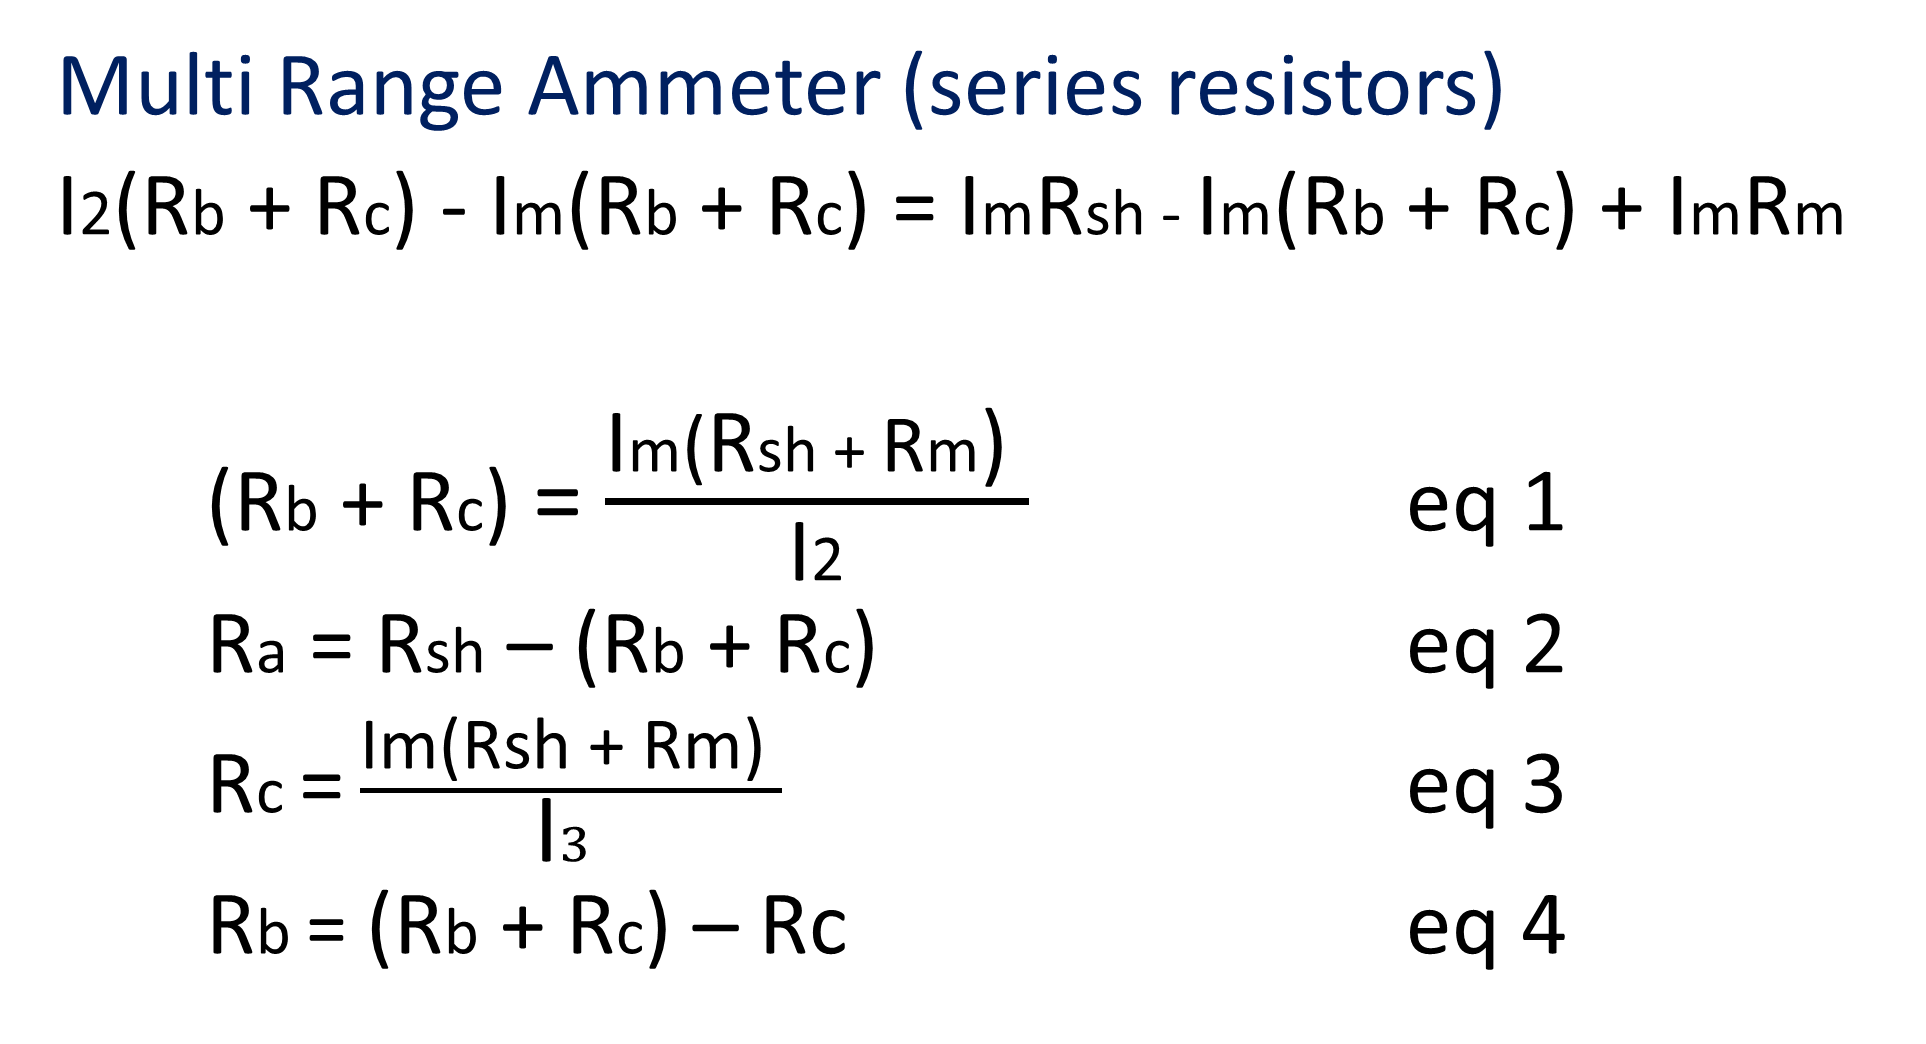 Multi Range Ammeter (series resistors)
I2(Rb + Rc) - Im(Rb + Rc) = ImRsh - Im(Rb + Rc) + ImRm
Im(Rsh + Rm)
(Rb + Rc) = eq 1
I2
Ra = Rsh – (Rb + Rc) eq 2
Im(Rsh + Rm)
Rc = eq 3
I3
Rb = (Rb + Rc) – Rc eq 4